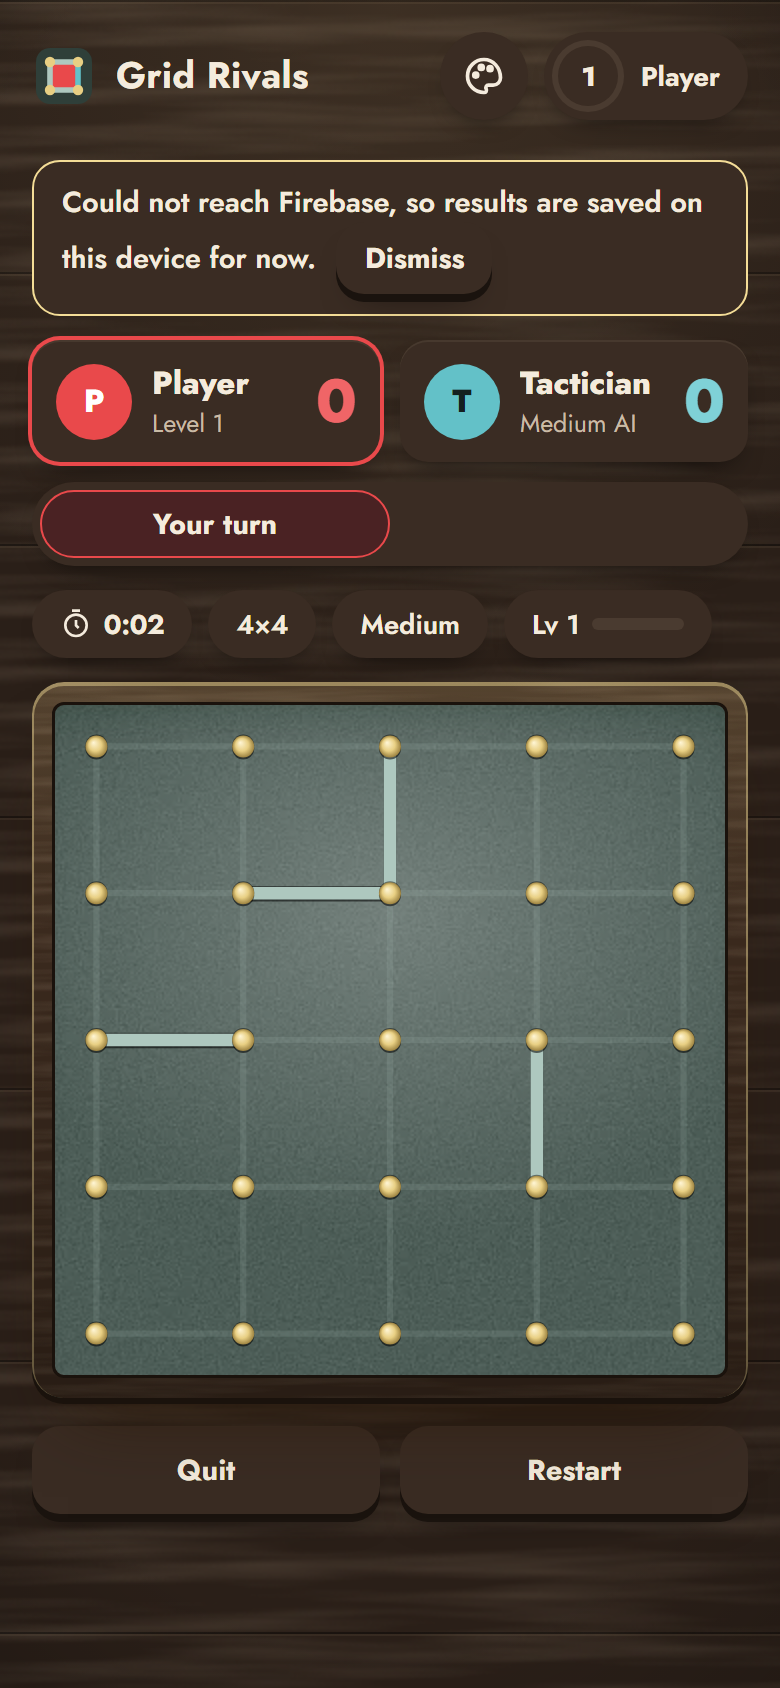 Grid Rivals
1 Player
Could not reach Firebase, so results are saved on
this device for now. Dismiss
P Player 0
Level 1
T Tactician 0
Medium AI
Your turn
0:02 4×4 Medium Lv 1
Quit Restart